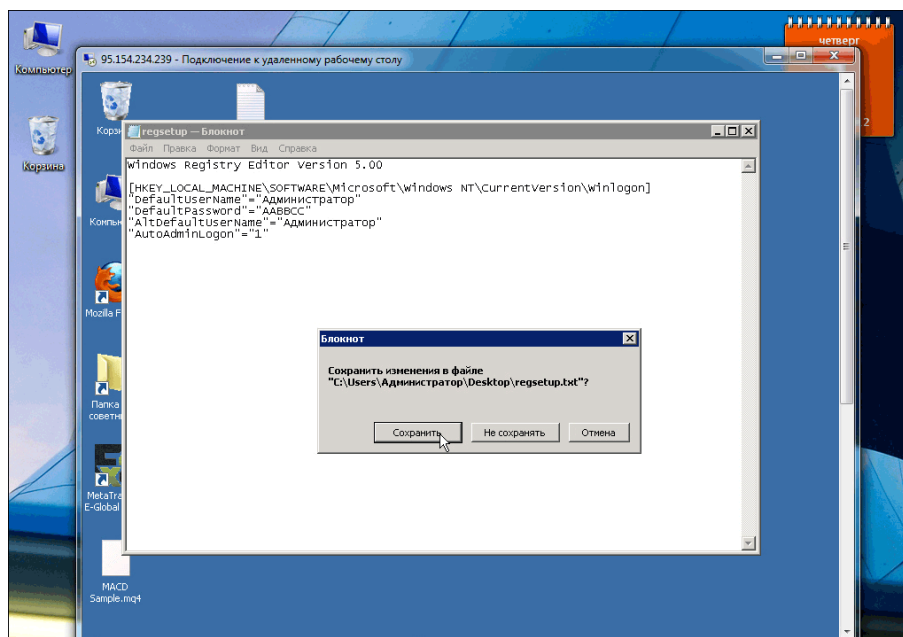 четверг
Компьютер
95.154.234.239 - Подключение к удаленному рабочему столу
2
Корзина
regsetup — Блокнот
Файл Правка Формат Вид Справка
Windows Registry Editor Version 5.00
[HKEY_LOCAL_MACHINE\SOFTWARE\Microsoft\Windows NT\CurrentVersion\Winlogon]
"DefaultUserName"="Администратор"
"DefaultPassword"="AABBCC"
"AltDefaultUserName"="Администратор"
"AutoAdminLogon"="1"
Mozilla F
Блокнот
Сохранить изменения в файле
"C:\Users\Администратор\Desktop\regsetup.txt"?
Сохранить Не сохранять Отмена
Папка
советн
MetaTra
E-Global
MACD
Sample.mq4